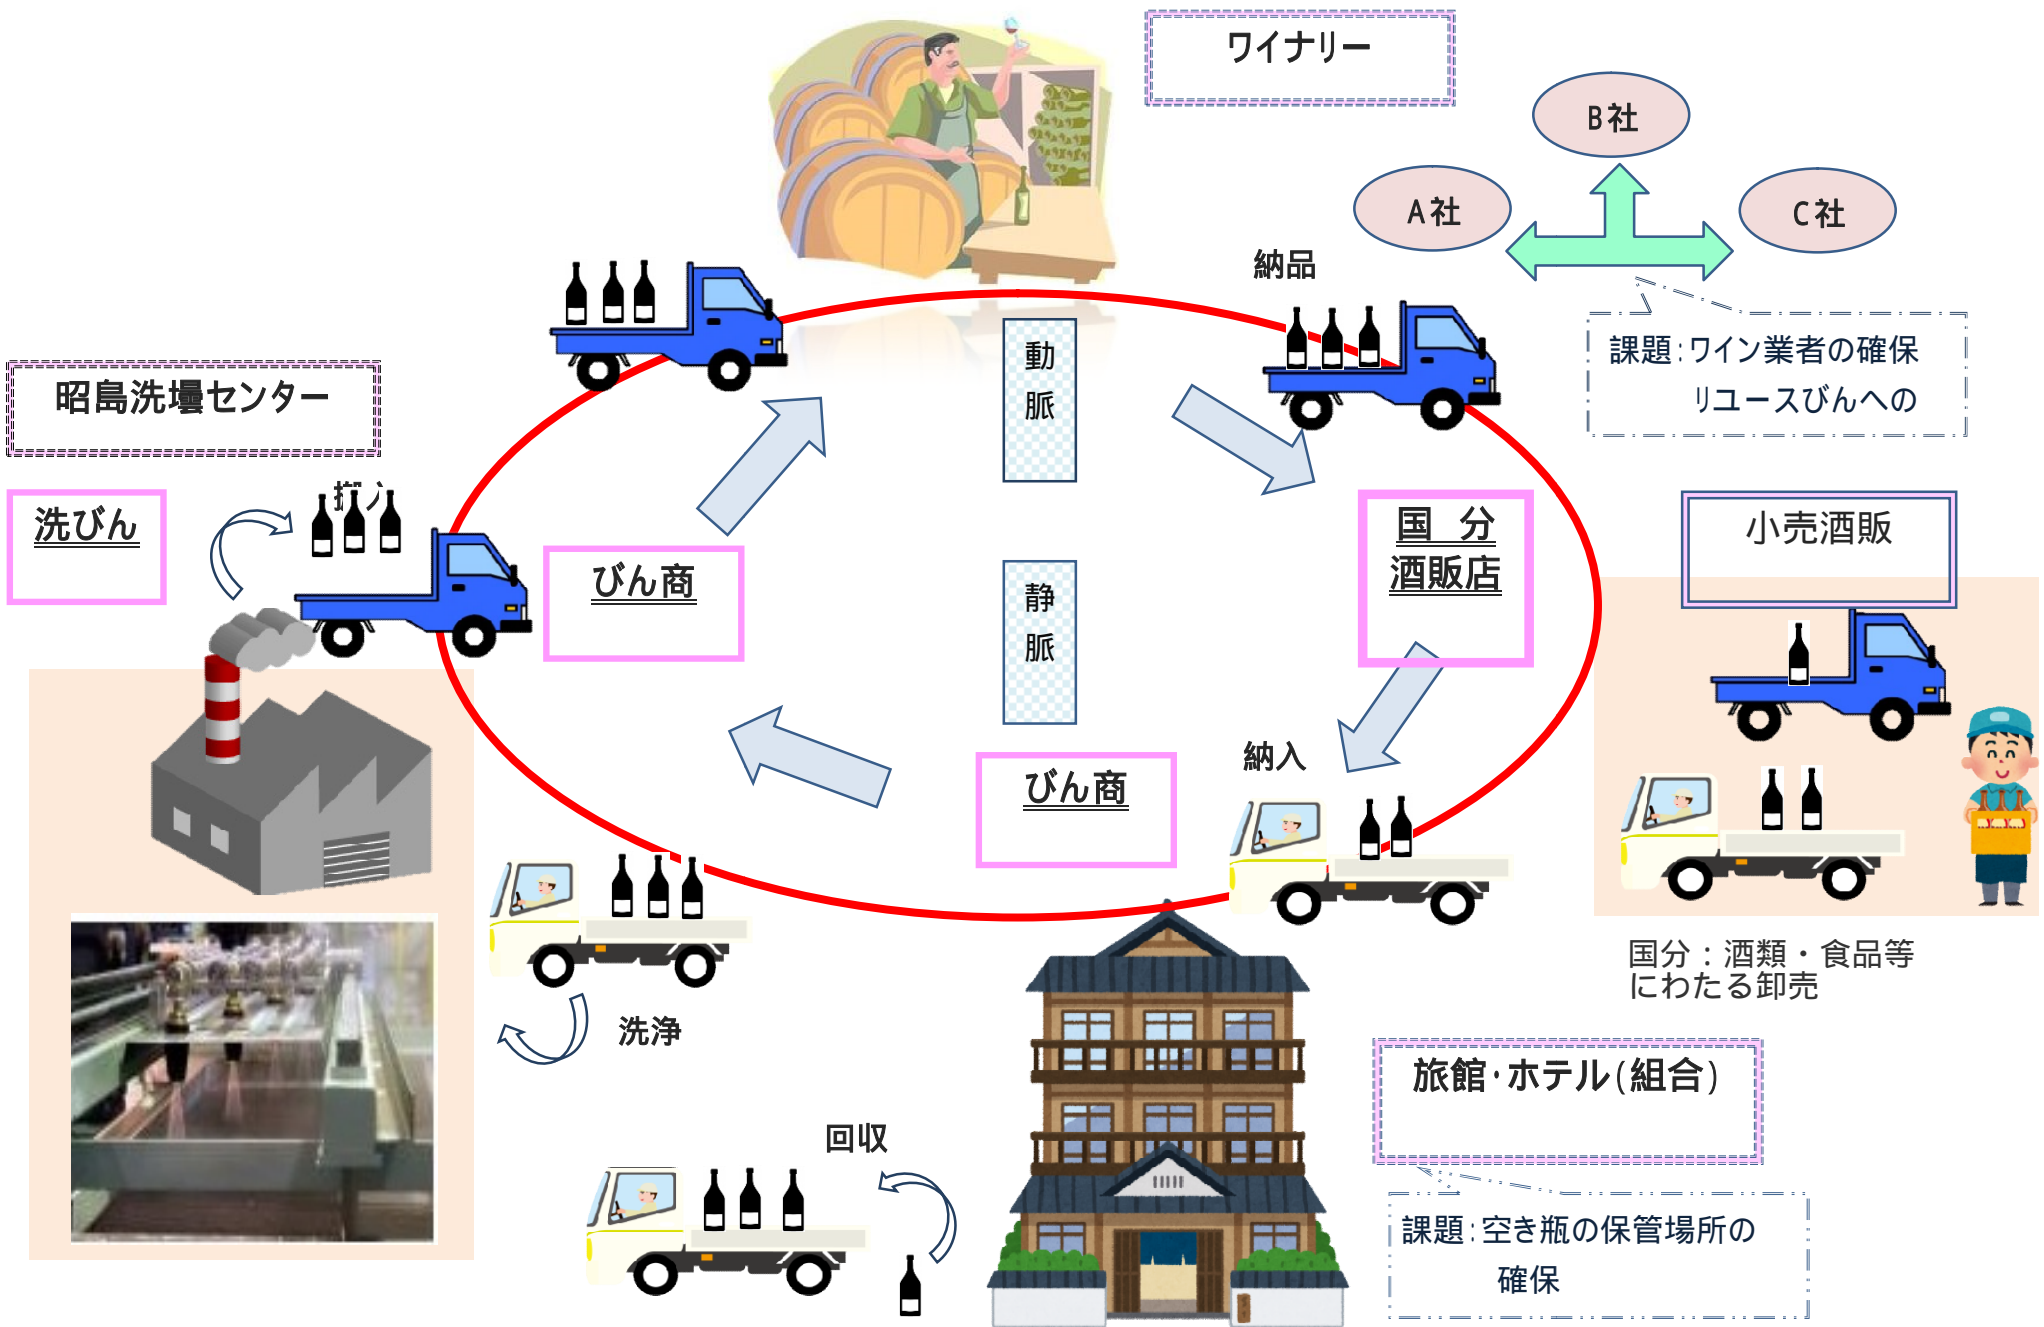 ワイナリー
B社
A社
C社
納品
動
脈
課題:ワイン業者の確保
リユースびんへの
昭島洗壜センター
洗びん
びん商
国 分
酒販店
小売酒販
静
脈
納入
びん商
国分：酒類・食品等
にわたる卸売
洗浄
旅館・ホテル(組合)
回収
課題:空き瓶の保管場所の
確保